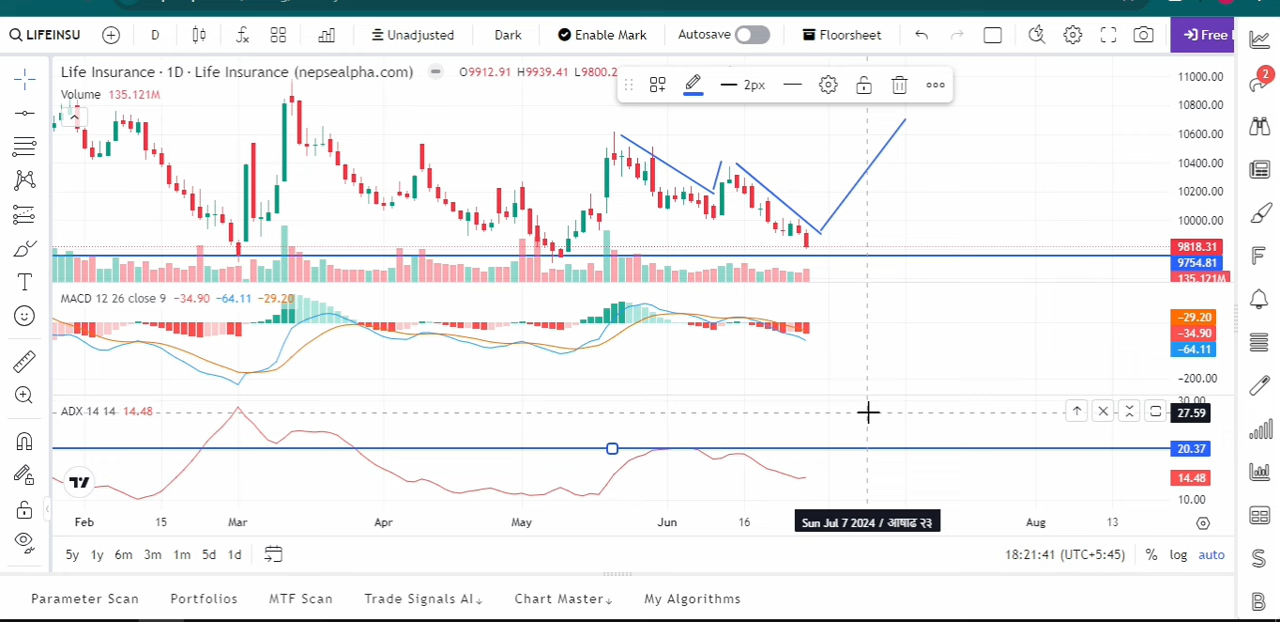 LIFEINSU D Unadjusted Dark Enable Mark Autosave Floorsheet Free
Life Insurance · 1D · Life Insurance (nepsealpha.com) O9912.91 H9939.41 L9800.2
2px
Volume 135.121M
11000.00
10800.00
10600.00
10400.00
10200.00
10000.00
9818.31
9754.81
135.121M
MACD 12 26 close 9 −34.90 −64.11 −29.20
−29.20
−34.90
−64.11
−200.00
ADX 14 14 14.48
30.00
27.59
20.37
14.48
10.00
Feb 15 Mar Apr May Jun 16 Sun Jul 7 2024 / आषाढ २३ Aug 13
5y 1y 6m 3m 1m 5d 1d 18:21:41 (UTC+5:45) % log auto
Parameter Scan Portfolios MTF Scan Trade Signals AI↓ Chart Master↓ My Algorithms
2